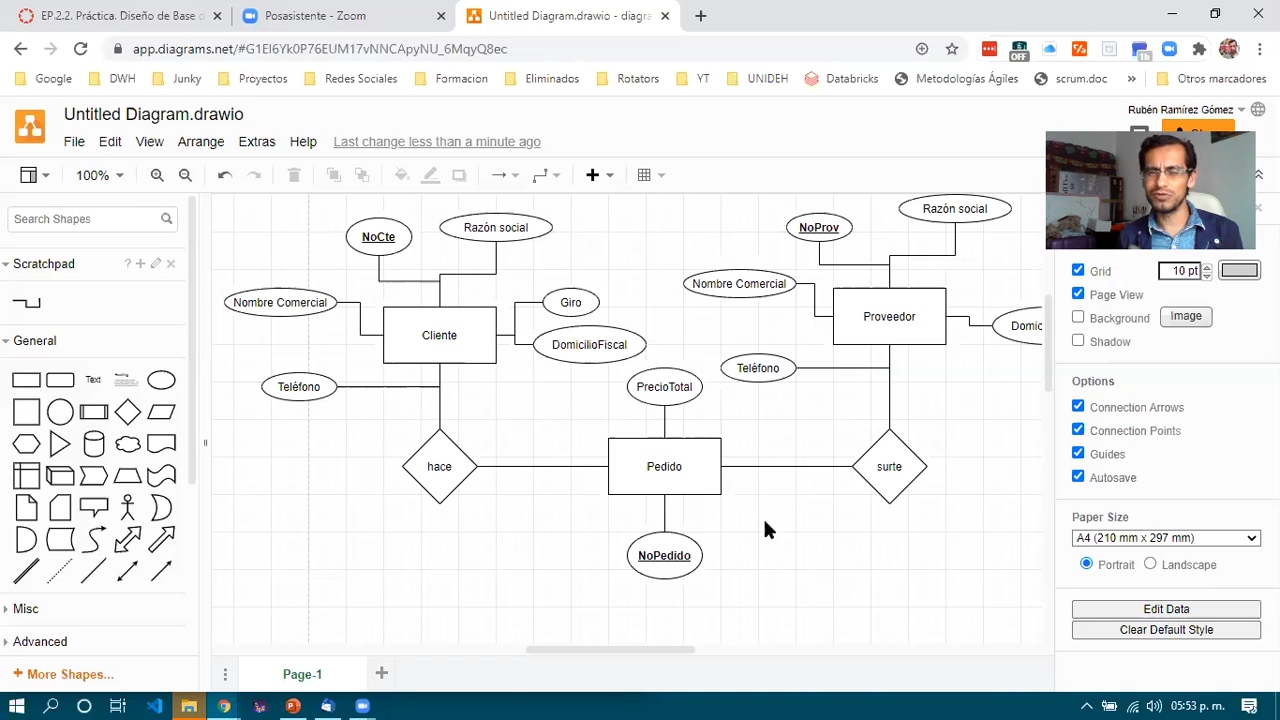 EP.2.2. Práctica. Diseño de Base d
Posasistente - Zoom
Untitled Diagram.drawio - diagra
app.diagrams.net/#G1EI6Yk0P76EUM17vNNCApyNU_6MqyQ8ec
OFF
1h
Google
DWH
Junky
Proyectos
Redes Sociales
Formacion
Eliminados
Rotators
YT
UNIDEH
Databricks
Metodologías Ágiles
scrum.doc
»
Otros marcadores
Untitled Diagram.drawio
Rubén Ramírez Gómez
File
Edit
View
Arrange
Extras
Help
Last change less than a minute ago
100%
Search Shapes
Scratchpad
?
General
Text
Misc
Advanced
+ More Shapes...
NoCte
Razón social
Nombre Comercial
Giro
Cliente
DomicilioFiscal
Teléfono
hace
PrecioTotal
Pedido
NoPedido
NoProv
Razón social
Nombre Comercial
Proveedor
Domic
Teléfono
surte
Grid
10 pt
Page View
Background
Image
Shadow
Options
Connection Arrows
Connection Points
Guides
Autosave
Paper Size
A4 (210 mm x 297 mm)
Portrait
Landscape
Edit Data
Clear Default Style
Page-1
05:53 p. m.